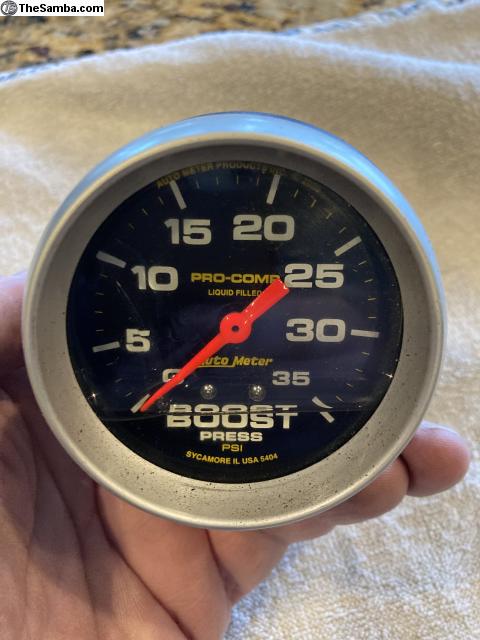 TheSamba.com
AUTO METER PRODUCTS
15
20
10
PRO-COMP
25
LIQUID FILLED
5
30
Auto Meter
0
35
BOOST
PRESS
PSI
SYCAMORE IL USA 5404